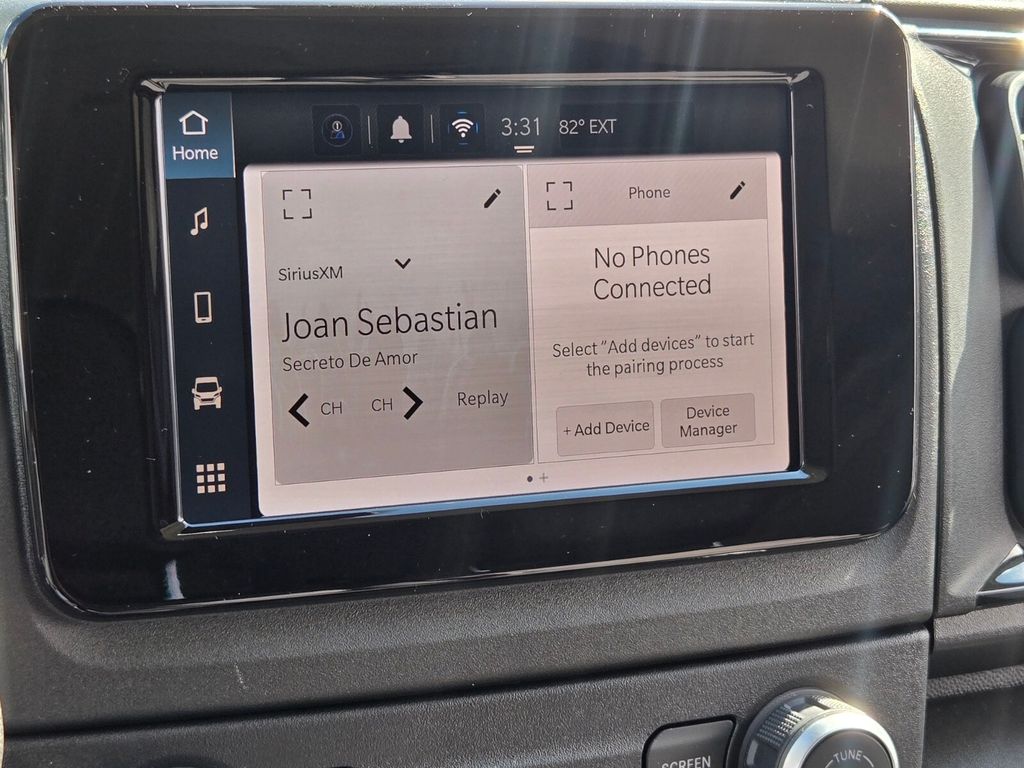 Home
3:31 82° EXT
SiriusXM
Joan Sebastian
Secreto De Amor
CH CH Replay
Phone
No Phones
Connected
Select "Add devices" to start
the pairing process
+ Add Device
Device
Manager
SCREEN
TUNE